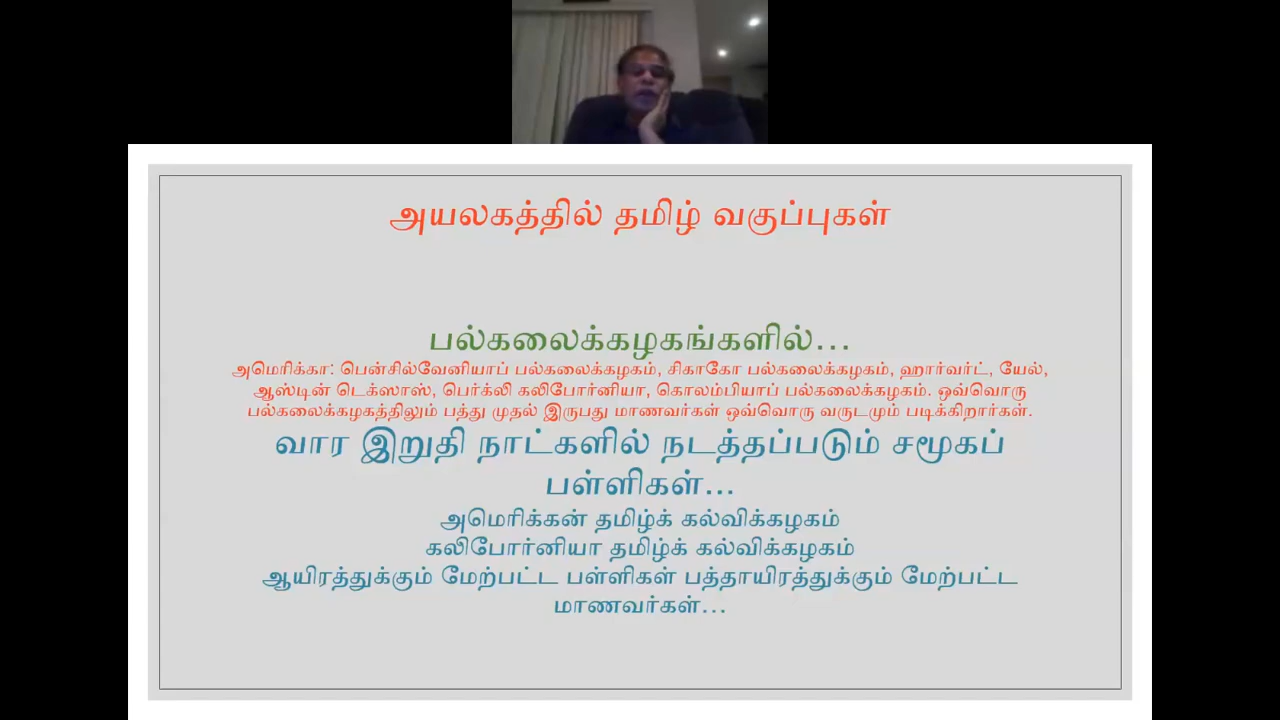 அயலகத்தில் தமிழ் வகுப்புகள்
பல்கலைக்கழகங்களில்...
அமெரிக்கா: பென்சில்வேனியாப் பல்கலைக்கழகம், சிகாகோ பல்கலைக்கழகம், ஹார்வர்ட், யேல்,
ஆஸ்டின் டெக்ஸாஸ், பெர்க்லி கலிபோர்னியா, கொலம்பியாப் பல்கலைக்கழகம். ஒவ்வொரு
பல்கலைக்கழகத்திலும் பத்து முதல் இருபது மாணவர்கள் ஒவ்வொரு வருடமும் படிக்கிறார்கள்.
வார இறுதி நாட்களில் நடத்தப்படும் சமூகப்
பள்ளிகள்...
அமெரிக்கன் தமிழ்க் கல்விக்கழகம்
கலிபோர்னியா தமிழ்க் கல்விக்கழகம்
ஆயிரத்துக்கும் மேற்பட்ட பள்ளிகள் பத்தாயிரத்துக்கும் மேற்பட்ட
மாணவர்கள்...